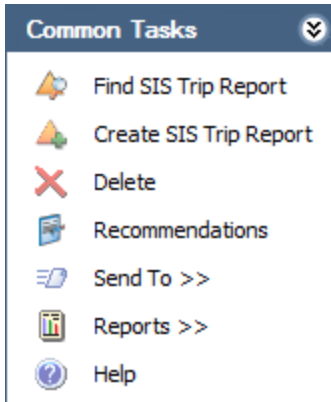 Common Tasks
Find SIS Trip Report
Create SIS Trip Report
Delete
Recommendations
Send To >>
Reports >>
Help